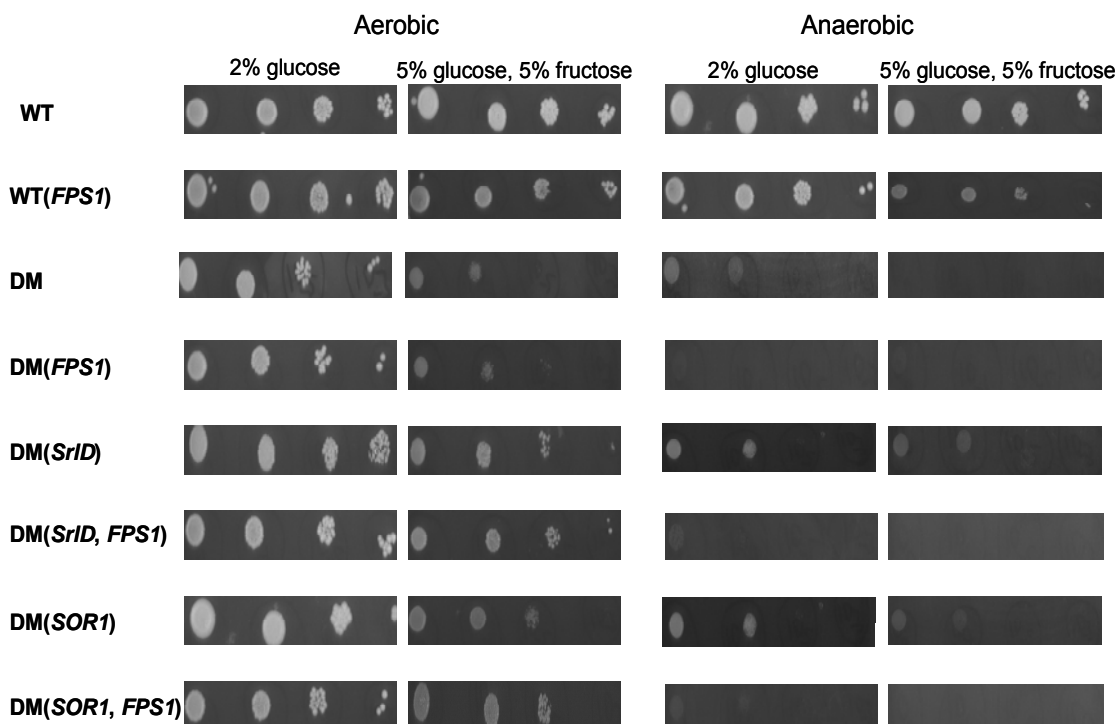 Aerobic Anaerobic
2% glucose 5% glucose, 5% fructose 2% glucose 5% glucose, 5% fructose
WT
WT(FPS1)
DM
DM(FPS1)
DM(SrlD)
DM(SrlD, FPS1)
DM(SOR1)
DM(SOR1, FPS1)